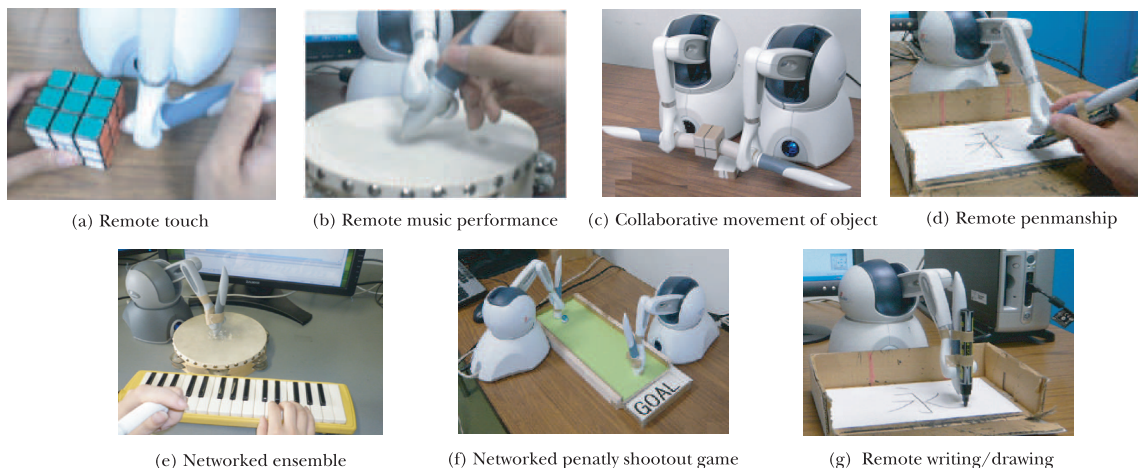 (a) Remote touch
(b) Remote music performance
(c) Collaborative movement of object
(d) Remote penmanship
GOAL
(e) Networked ensemble
(f) Networked penatly shootout game
(g) Remote writing/drawing